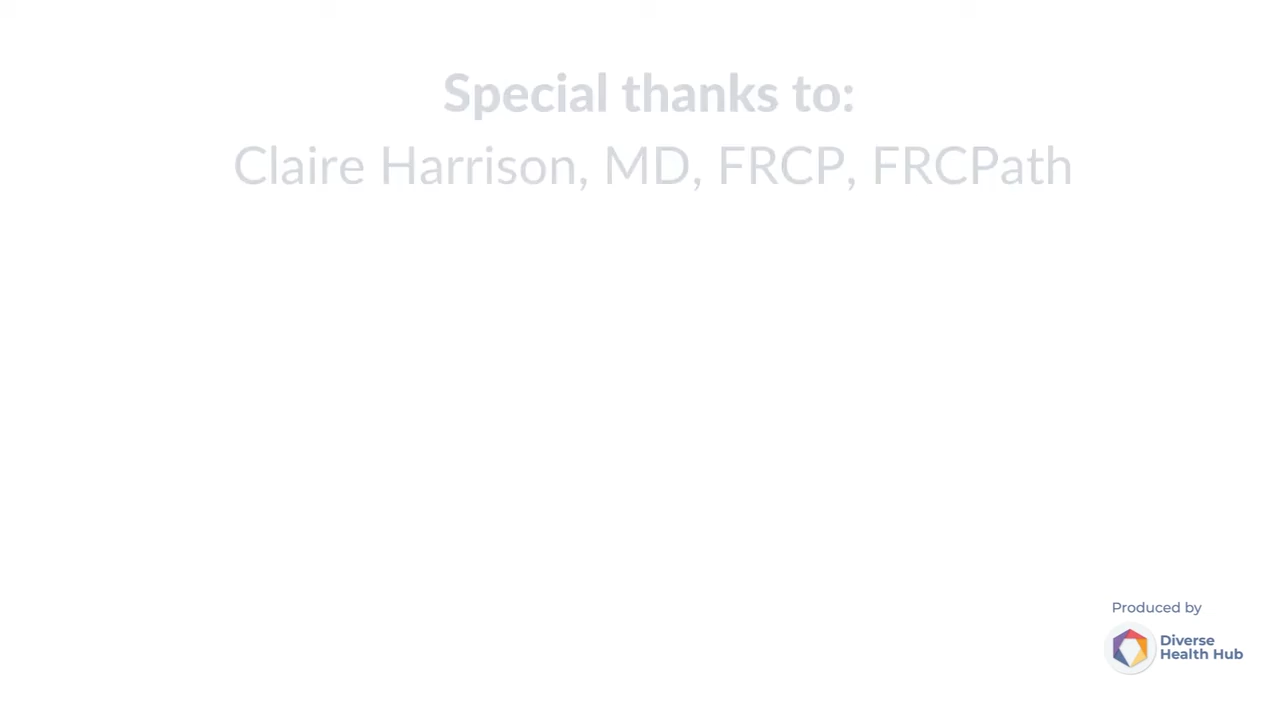 Special thanks to:
Claire Harrison, MD, FRCP, FRCPath
Produced by
Diverse
Health Hub